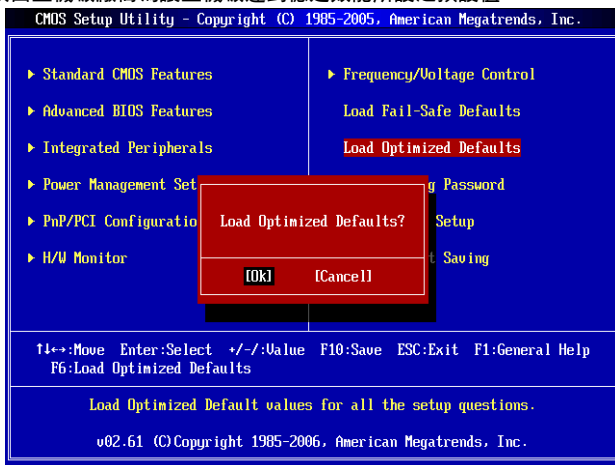 CMOS Setup Utility - Copyright (C) 1985-2005, American Megatrends, Inc.
▶ Standard CMOS Features
▶ Advanced BIOS Features
▶ Integrated Peripherals
▶ Power Management Set
▶ PnP/PCI Configuratio
▶ H/W Monitor
▶ Frequency/Voltage Control
Load Fail-Safe Defaults
Load Optimized Defaults
g Password
Setup
t Saving
Load Optimized Defaults?
[Ok] [Cancel]
↑↓←→:Move Enter:Select +/-/:Value F10:Save ESC:Exit F1:General Help
F6:Load Optimized Defaults
Load Optimized Default values for all the setup questions.
v02.61 (C)Copyright 1985-2006, American Megatrends, Inc.